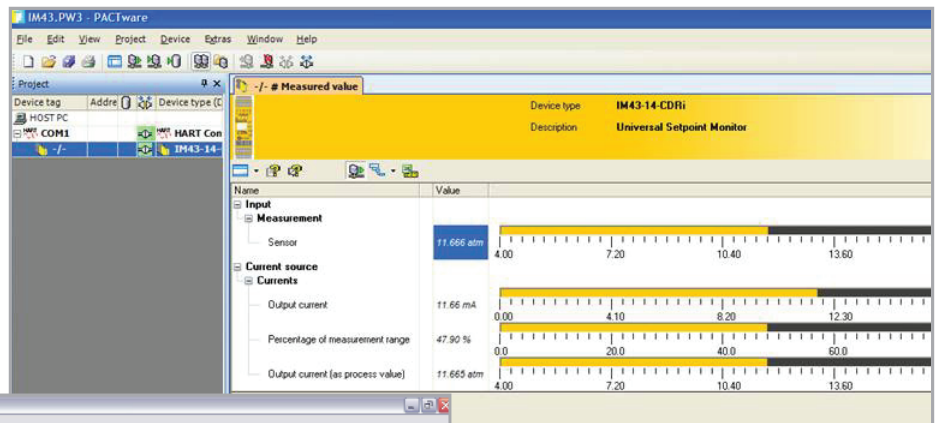 IM43.PW3 - PACTware
File Edit View Project Device Extras Window Help
Project
-/- # Measured value
Device tag Addre Device type (C
HOST PC
COM1 HART Con
-/- IM43-14-
Device type IM43-14-CDRi
Description Universal Setpoint Monitor
Name Value
Input
Measurement
Sensor 11.666 atm
4.00 7.20 10.40 13.60
Current source
Currents
Output current 11.66 mA
0.00 4.10 8.20 12.30
Percentage of measurement range 47.90 %
0.0 20.0 40.0 60.0
Output current (as process value) 11.665 atm
4.00 7.20 10.40 13.60